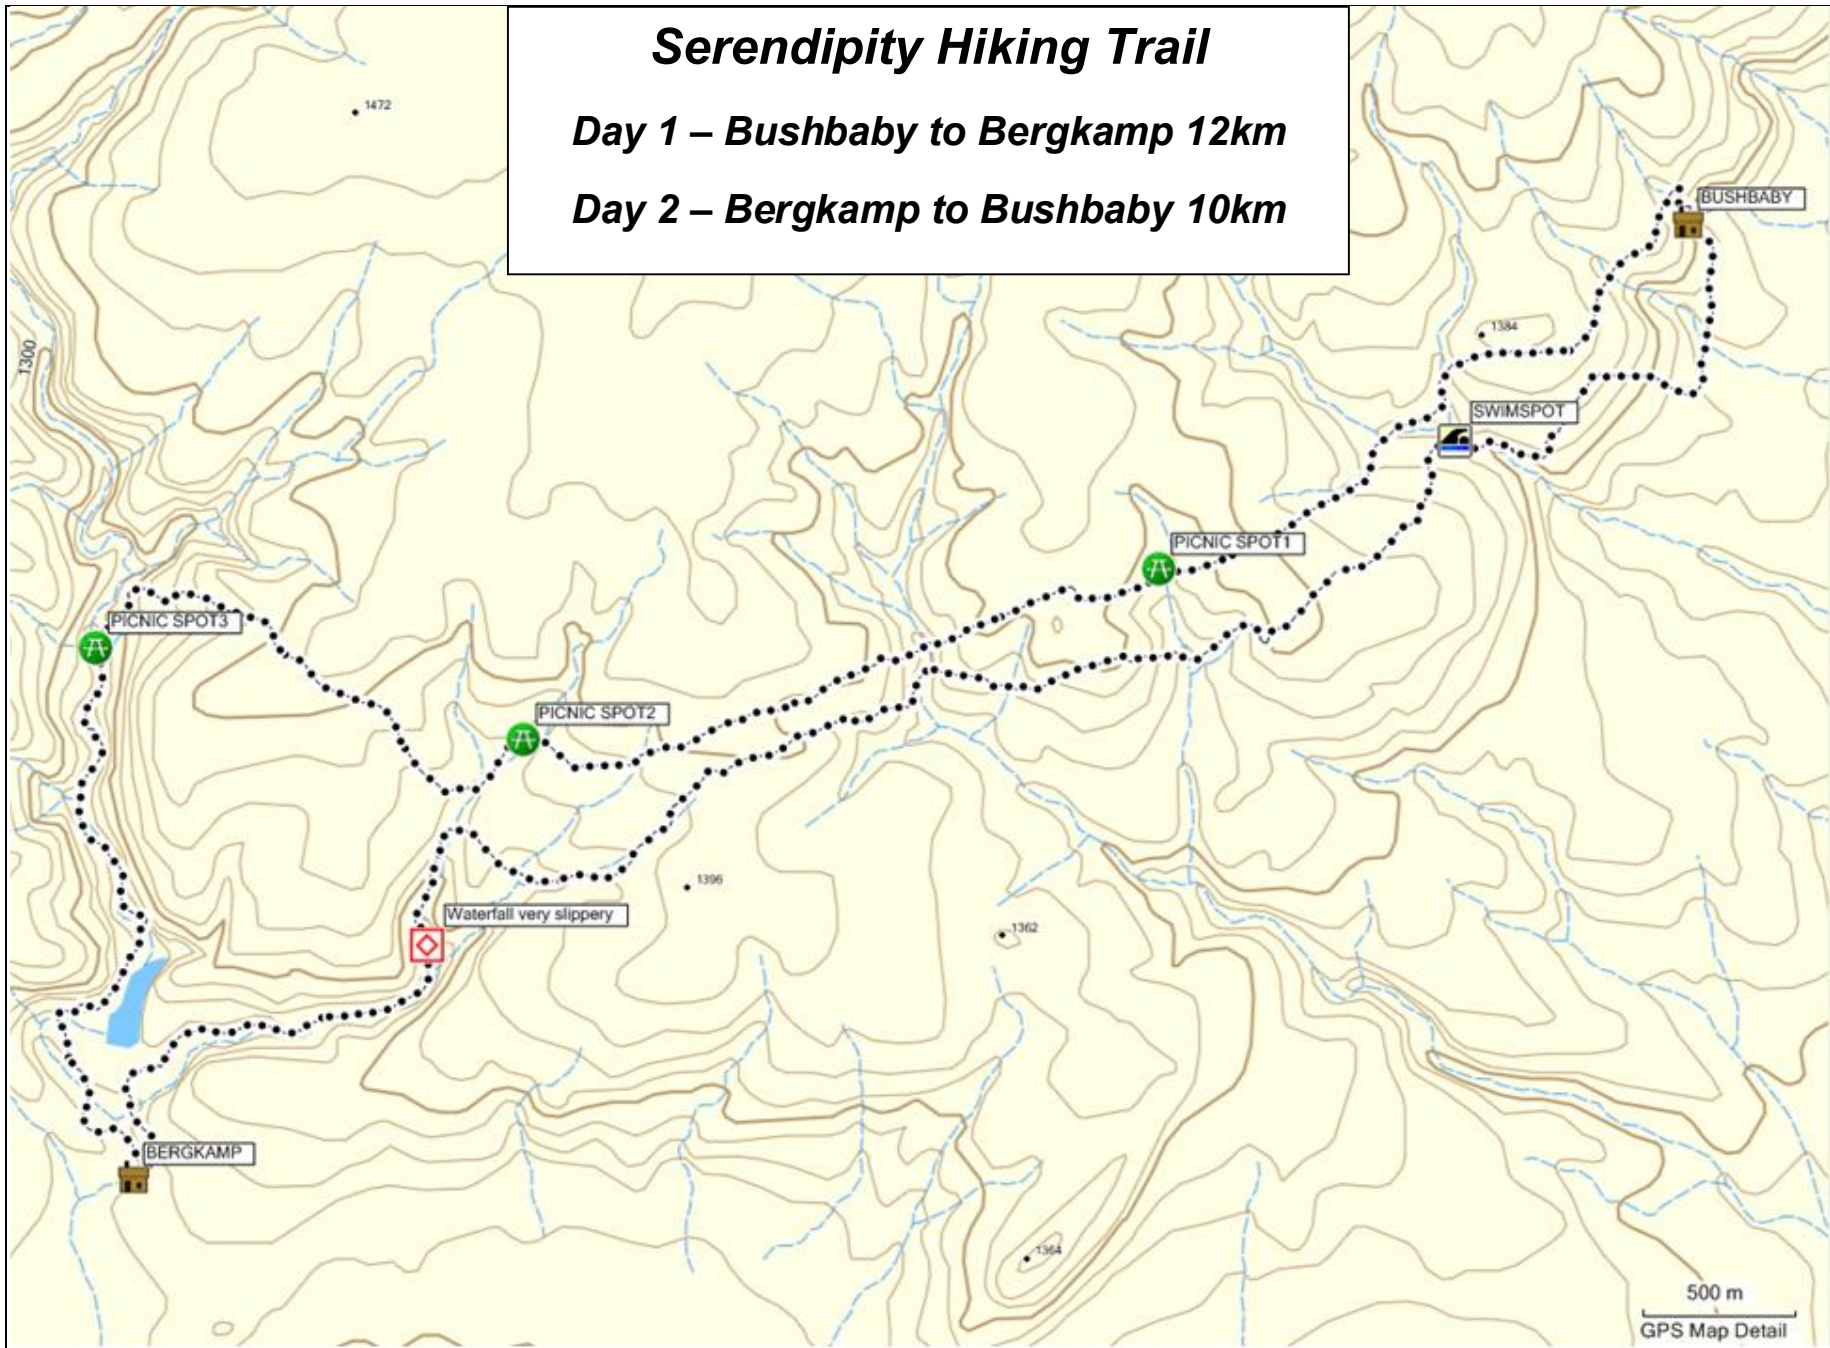 Serendipity Hiking Trail
Day 1 – Bushbaby to Bergkamp 12km
Day 2 – Bergkamp to Bushbaby 10km
1472
BUSHBABY
1384
1300
SWIMSPOT
PICNIC SPOT1
PICNIC SPOT3
PICNIC SPOT2
1396
Waterfall very slippery
1362
BERGKAMP
1364
500 m
GPS Map Detail